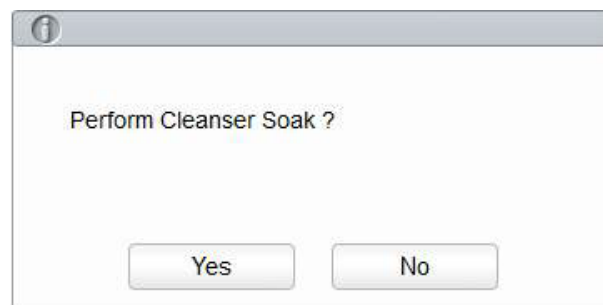 Perform Cleanser Soak ?
Yes
No